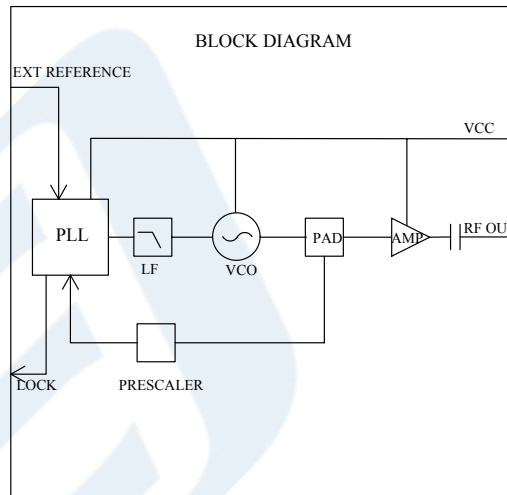 BLOCK DIAGRAM
EXT REFERENCE
VCC
PLL
LF
VCO
PAD
AMP
RF OU
LOCK
PRESCALER